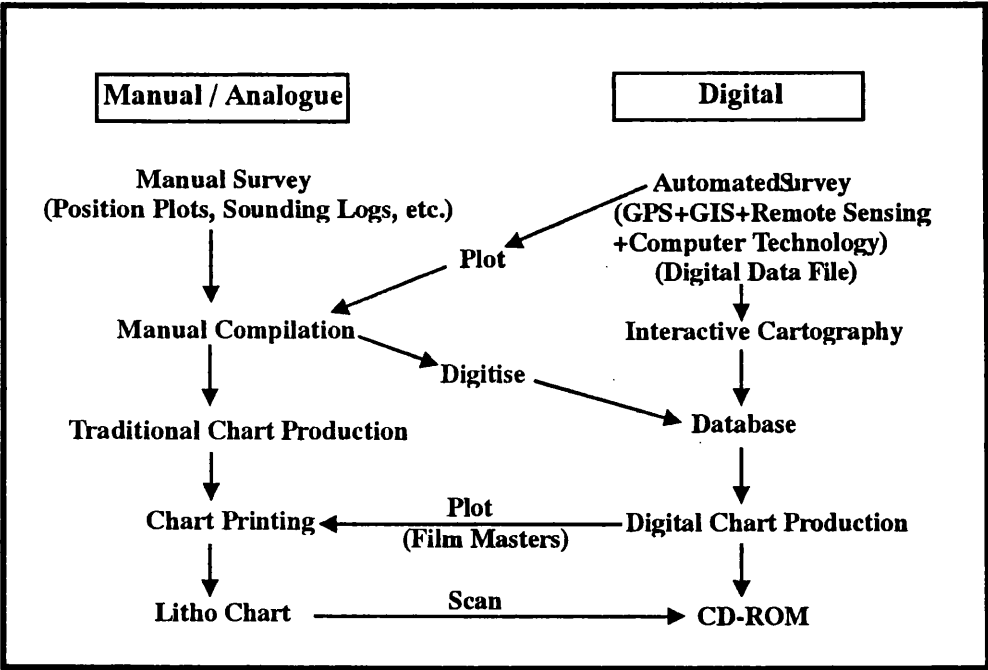 Manual / Analogue
Digital
Manual Survey
(Position Plots, Sounding Logs, etc.)
AutomatedSurvey
(GPS+GIS+Remote Sensing
+Computer Technology)
(Digital Data File)
Plot
Manual Compilation
Interactive Cartography
Digitise
Traditional Chart Production
Database
Chart Printing
Plot
(Film Masters)
Digital Chart Production
Litho Chart
Scan
CD-ROM